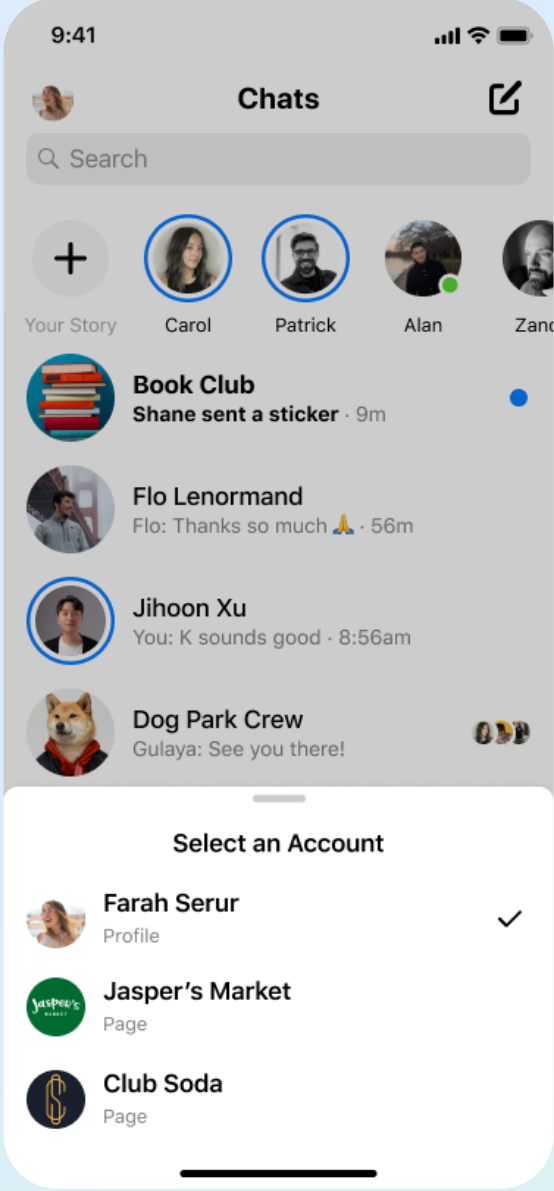 9:41
Chats
Search
Your Story
Carol
Patrick
Alan
Book Club
Shane sent a sticker · 9m
Flo Lenormand
Flo: Thanks so much 🙏 · 56m
Jihoon Xu
You: K sounds good · 8:56am
Dog Park Crew
Gulaya: See you there!
Select an Account
Farah Serur
Profile
Jasper's
MARKET
Jasper’s Market
Page
Club Soda
Page